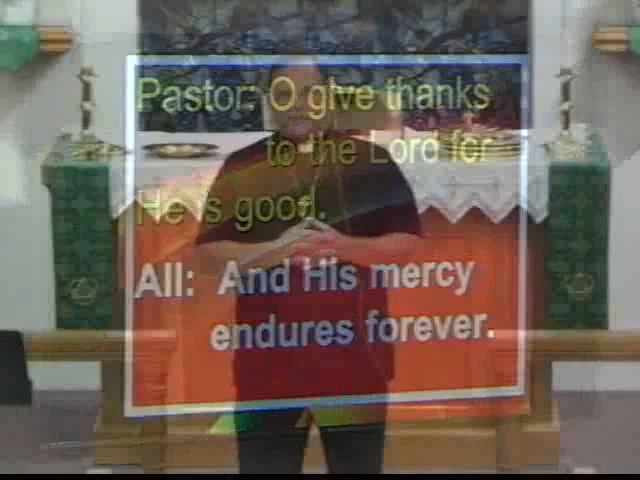 Pastor: O give thanks
to the Lord for
He is good.
All: And His mercy
endures forever.